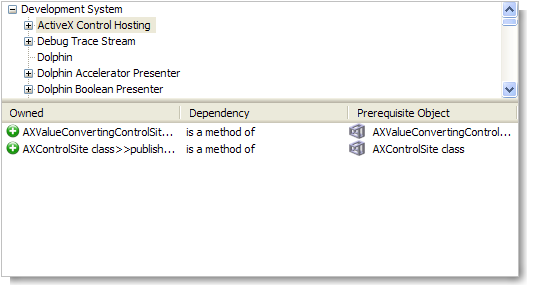 Development System
ActiveX Control Hosting
Debug Trace Stream
Dolphin
Dolphin Accelerator Presenter
Dolphin Boolean Presenter
Owned Dependency Prerequisite Object
AXValueConvertingControlSit... is a method of AXValueConvertingControl...
AXControlSite class>>publish... is a method of AXControlSite class